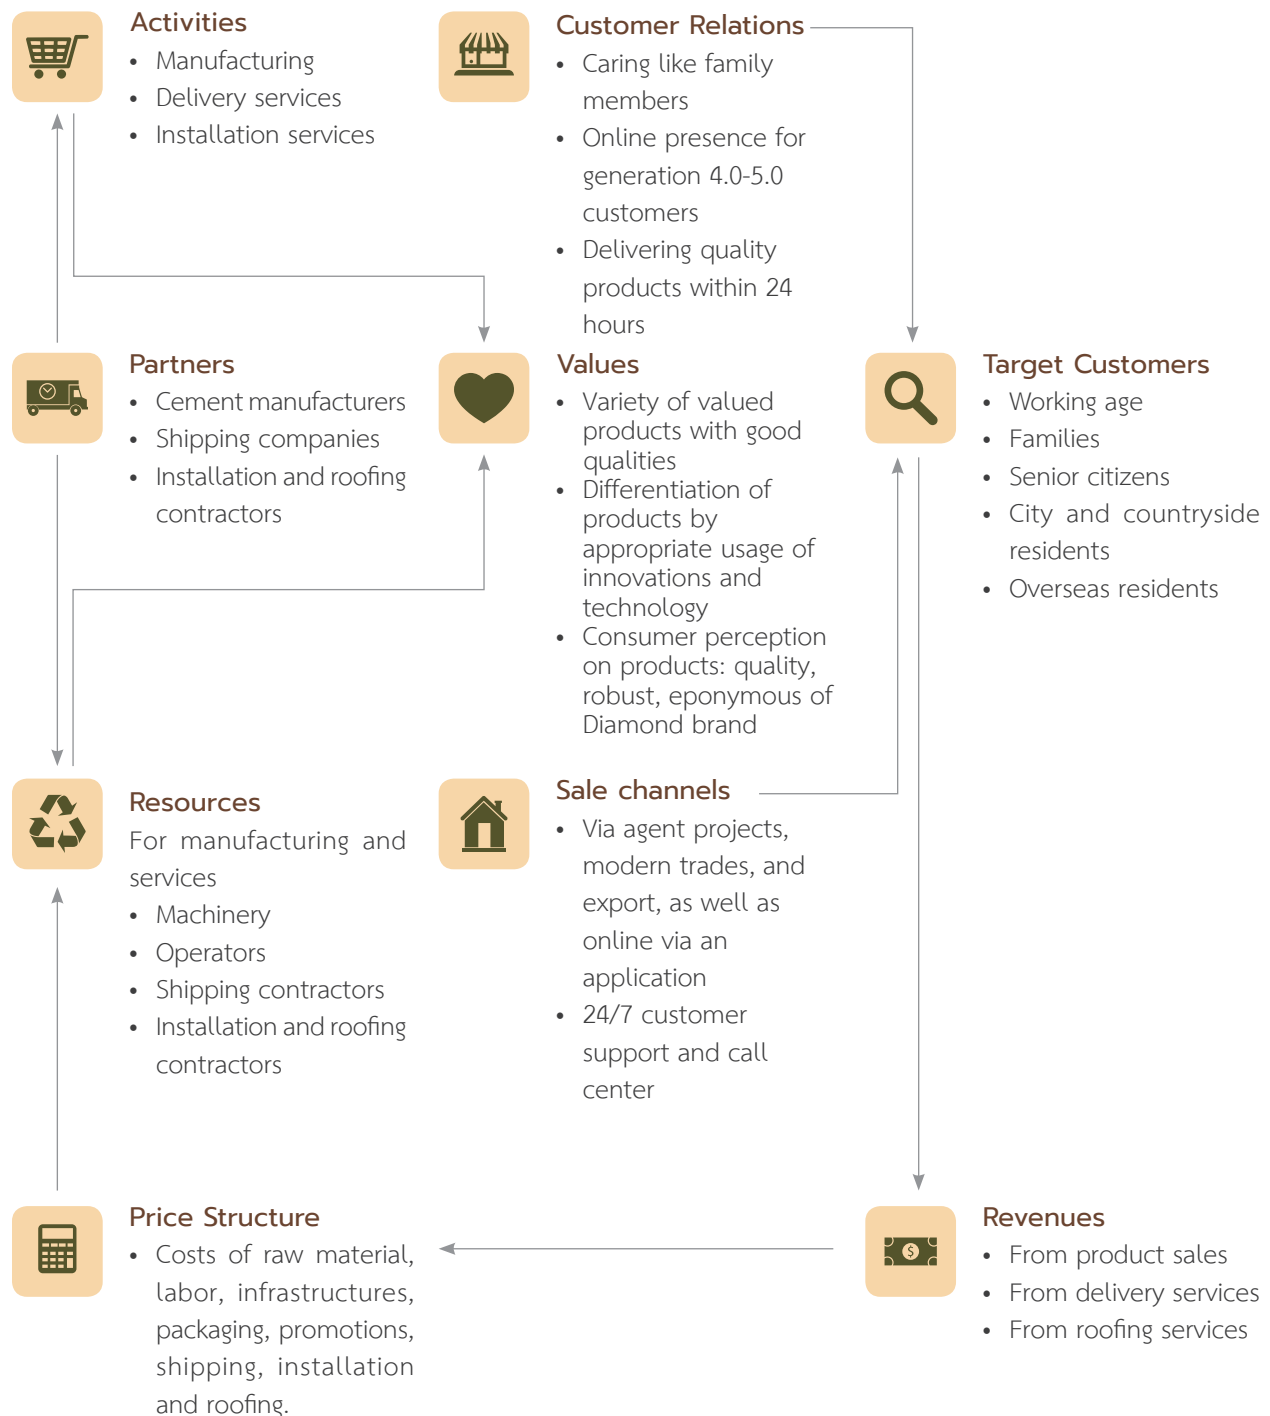 Activities
• Manufacturing
• Delivery services
• Installation services
Customer Relations
• Caring like family
members
• Online presence for
generation 4.0-5.0
customers
• Delivering quality
products within 24
hours
Partners
• Cement manufacturers
• Shipping companies
• Installation and roofing
contractors
Values
• Variety of valued
products with good
qualities
• Differentiation of
products by
appropriate usage of
innovations and
technology
• Consumer perception
on products: quality,
robust, eponymous of
Diamond brand
Target Customers
• Working age
• Families
• Senior citizens
• City and countryside
residents
• Overseas residents
Resources
For manufacturing and
services
• Machinery
• Operators
• Shipping contractors
• Installation and roofing
contractors
Sale channels
• Via agent projects,
modern trades, and
export, as well as
online via an
application
• 24/7 customer
support and call
center
Price Structure
• Costs of raw material,
labor, infrastructures,
packaging, promotions,
shipping, installation
and roofing.
$
Revenues
• From product sales
• From delivery services
• From roofing services